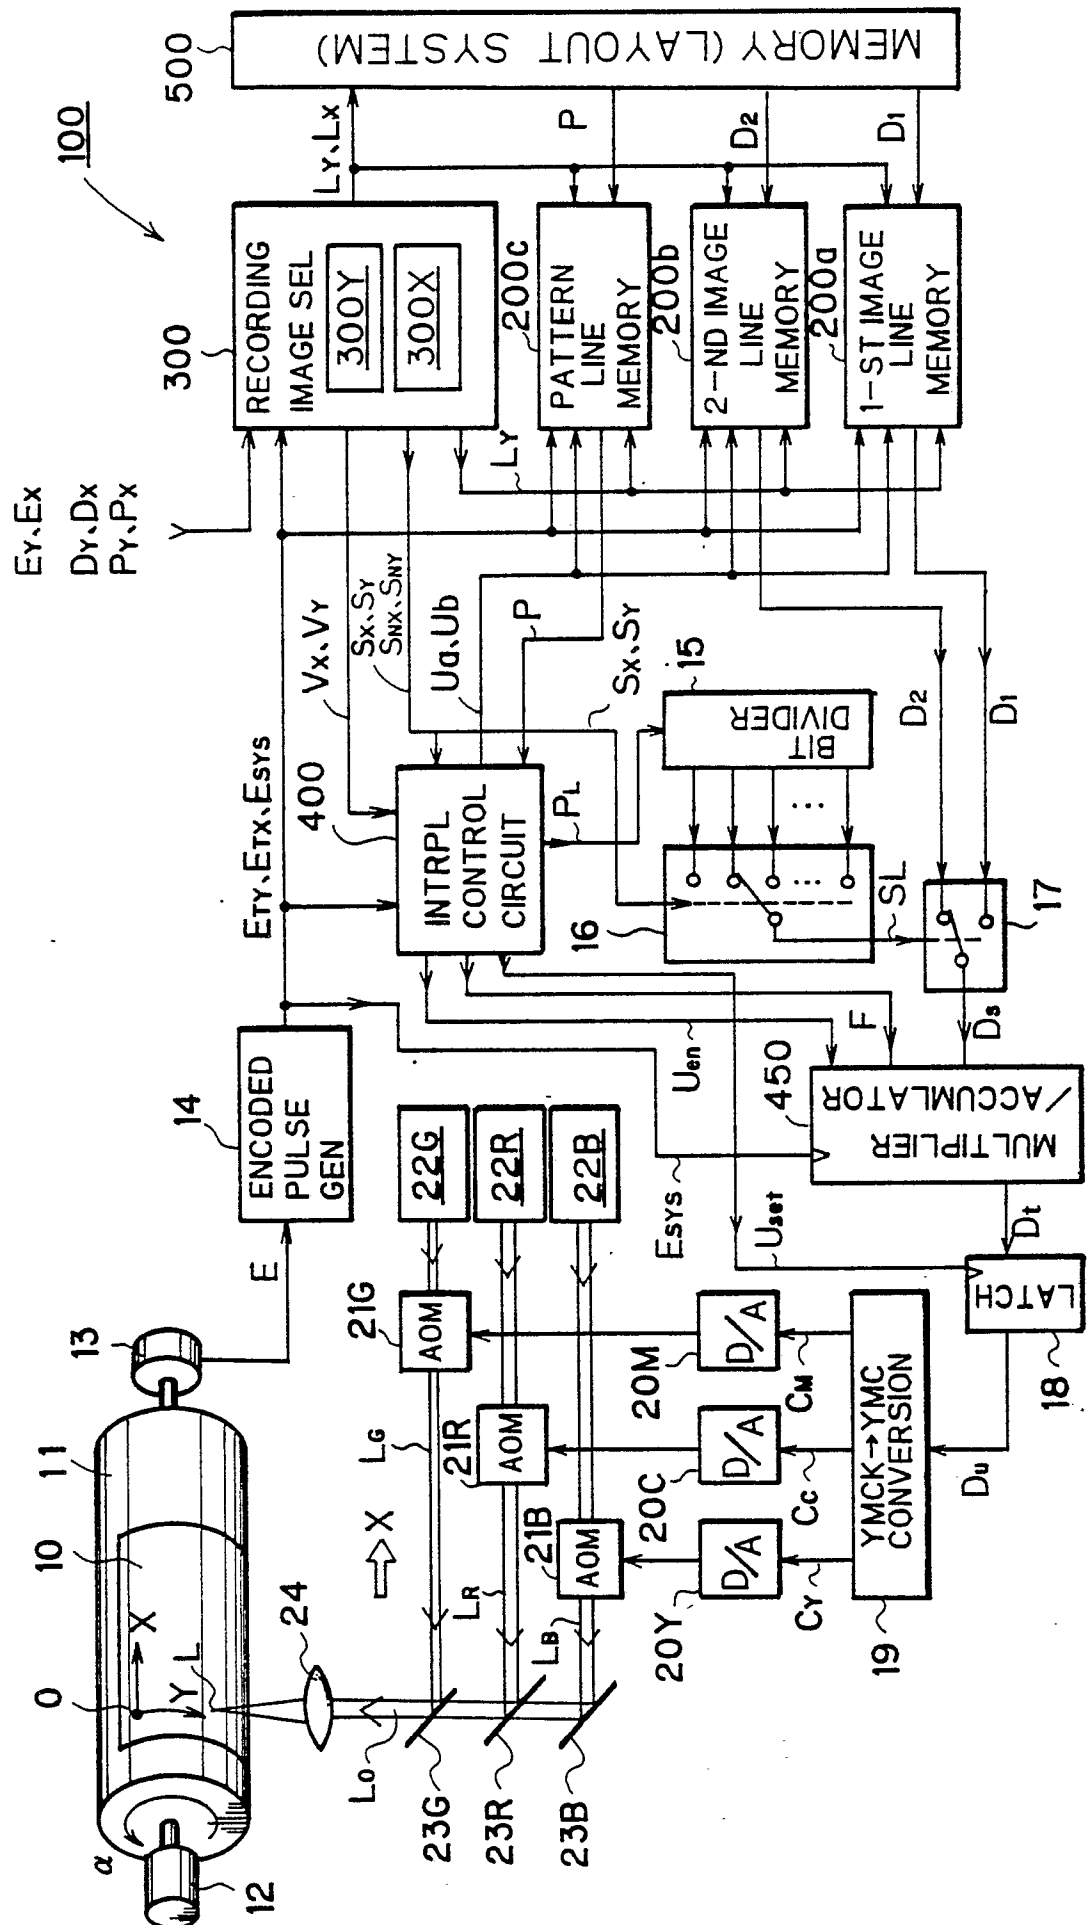 100
EY、EX
DY、DX
PY、PX
300
RECORDING
IMAGE SEL
300Y
300X
LY、LX
500
MEMORY (LAYOUT SYSTEM)
P
D2
D1
200c
PATTERN
LINE
MEMORY
200b
2-ND IMAGE
LINE
MEMORY
200a
1-ST IMAGE
LINE
MEMORY
LY
VX、VY
SX、SY
SNX、SNY
Ua、Ub
P
SX、SY
ETY、ETX、ESYS
400
INTRPL
CONTROL
CIRCUIT
PL
15
BIT
DIVIDER
16
...
...
SL
D2
D1
17
14
ENCODED
PULSE
GEN
E
Uen
F
Ds
450
MULTIPLIER
/ACCUMLATOR
ESYS
Uset
Dt
LATCH
18
Du
22G
22R
22B
21G
AOM
21R
AOM
21B
AOM
LG
LR
LB
X
20M
D/A
20C
D/A
20Y
D/A
CM
CC
CY
YMCK→YMC
CONVERSION
19
13
11
10
X
O
Y
L
24
LO
23G
23R
23B
α
12